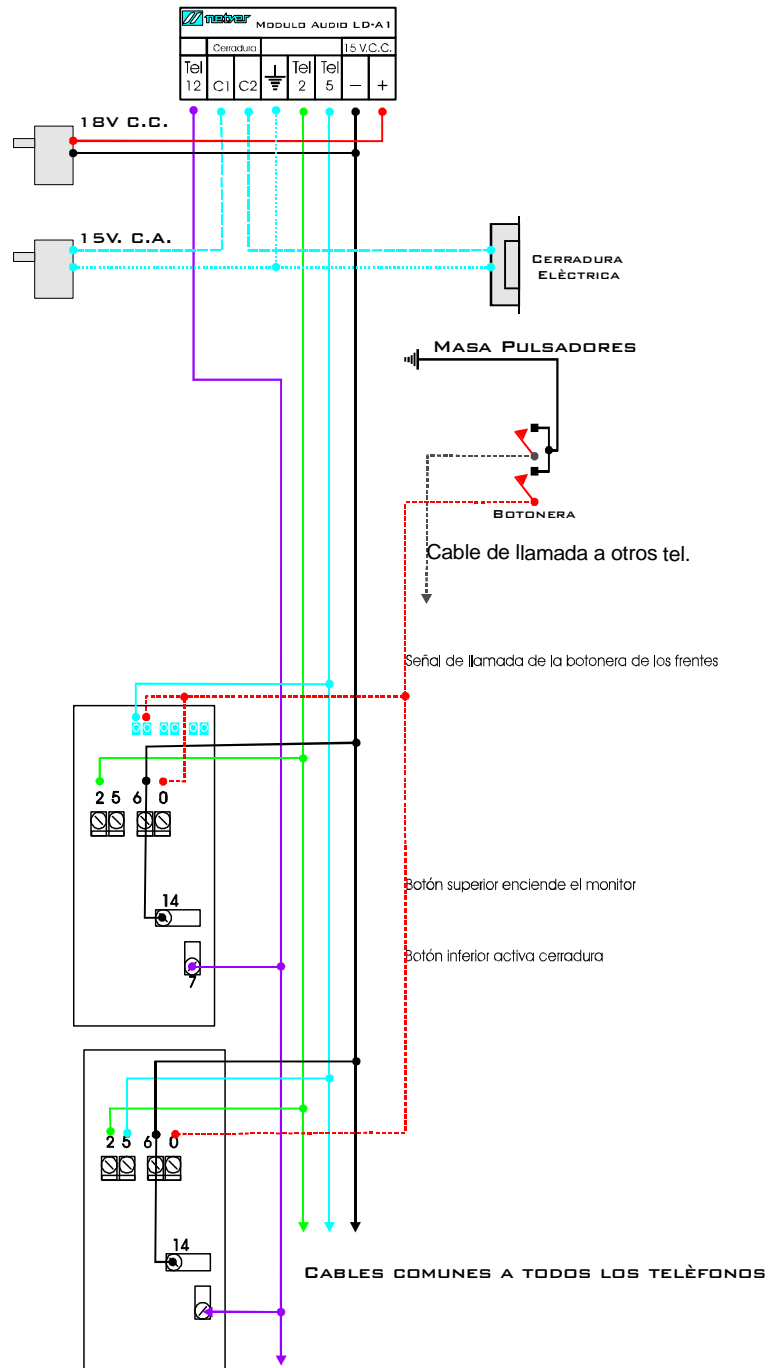 netyer MODULO AUDIO LD-A1
Cerradura 15 V.C.C.
Tel 12 C1 C2 Tel 2 Tel 5 — +
18V C.C.
15V. C.A.
CERRADURA
ELÈCTRICA
MASA PULSADORES
BOTONERA
Cable de llamada a otros tel.
Señal de llamada de la botonera de los frentes
2 5 6 0
Botón superior enciende el monitor
14
Botón inferior activa cerradura
7
2 5 6 0
14
CABLES COMUNES A TODOS LOS TELÈFONOS